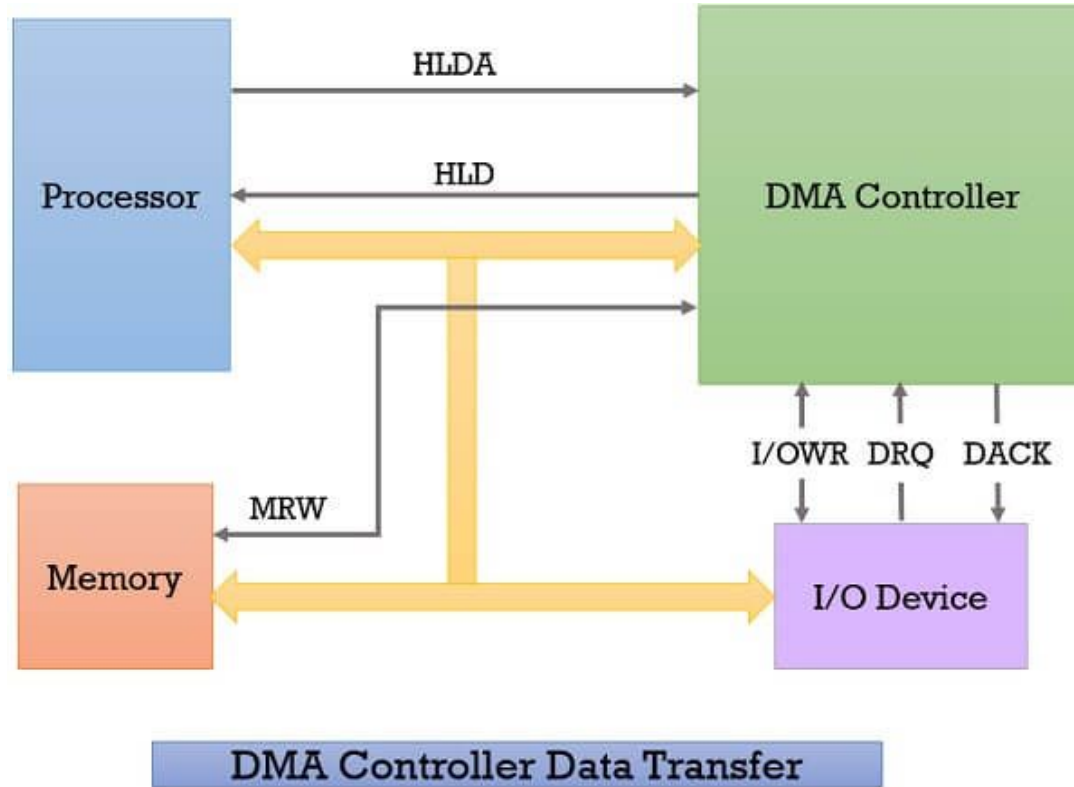 HLDA
HLD
Processor
DMA Controller
I/OWR DRQ DACK
MRW
Memory
I/O Device
DMA Controller Data Transfer